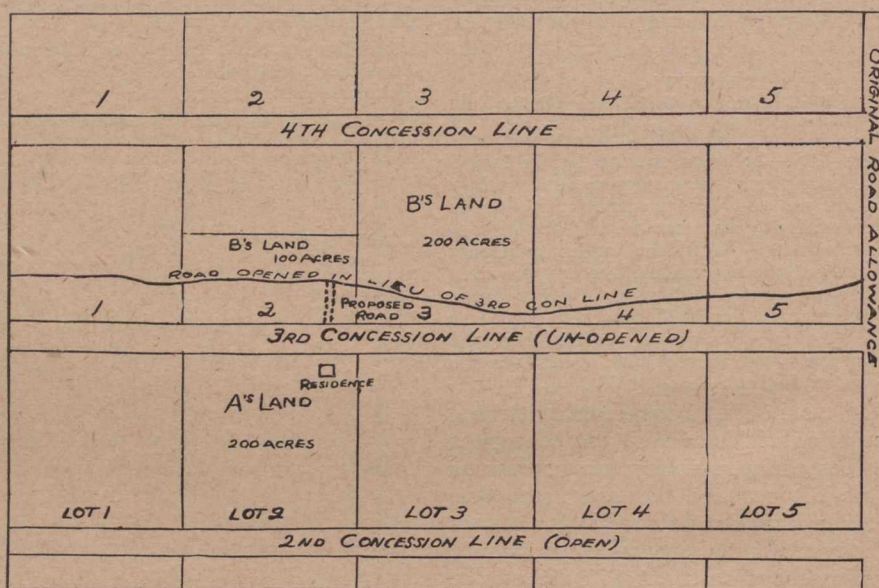 1 2 3 4 5
4TH CONCESSION LINE
ORIGINAL ROAD ALLOWANCE
B'S LAND
200 ACRES
B's LAND
100 ACRES
ROAD OPENED IN LIEU OF 3RD CON LINE
PROPOSED
ROAD
1 2 3 4 5
3RD CONCESSION LINE (UN-OPENED)
RESIDENCE
A'S LAND
200 ACRES
LOT 1 LOT 2 LOT 3 LOT 4 LOT 5
2ND CONCESSION LINE (OPEN)